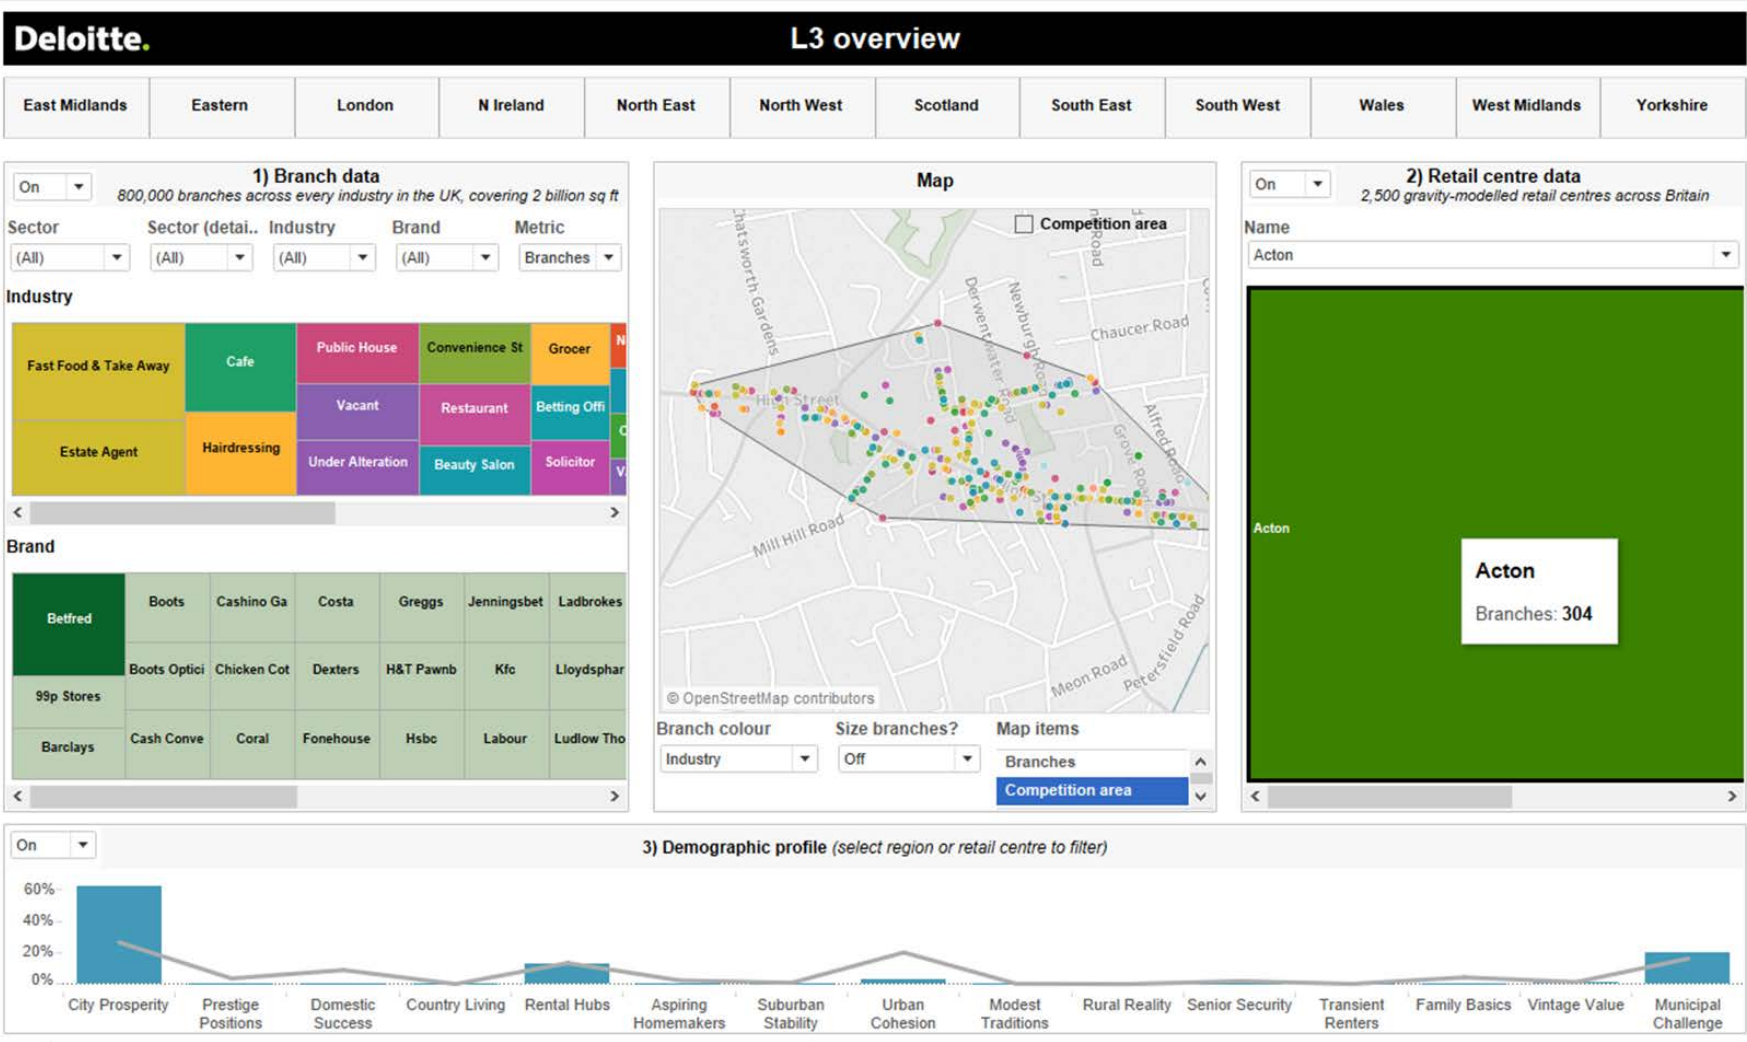 Deloitte.
L3 overview
East Midlands
Eastern
London
N Ireland
North East
North West
Scotland
South East
South West
Wales
West Midlands
Yorkshire
On
1) Branch data
800,000 branches across every industry in the UK, covering 2 billion sq ft
Sector
Sector (detai..
Industry
Brand
Metric
(All)
(All)
(All)
(All)
Branches
Industry
Fast Food & Take Away
Estate Agent
Cafe
Hairdressing
Public House
Vacant
Under Alteration
Convenience St
Restaurant
Beauty Salon
Grocer
Betting Offi
Solicitor
Brand
Betfred
99p Stores
Barclays
Boots
Cashino Ga
Costa
Greggs
Jenningsbet
Ladbrokes
Boots Optici
Chicken Cot
Dexters
H&T Pawnb
Kfc
Lloydsphar
Cash Conve
Coral
Fonehouse
Hsbc
Labour
Ludlow Tho
Map
Competition area
Chatsworth Gardens
Derwentwater Road
Newburgh Road
Chaucer Road
High Street
Alfred Road
Grove Road
Mill Hill Road
Meon Road
Petersfield Road
© OpenStreetMap contributors
Branch colour
Size branches?
Map items
Industry
Off
Branches
Competition area
On
2) Retail centre data
2,500 gravity-modelled retail centres across Britain
Name
Acton
Acton
Acton
Branches: 304
On
3) Demographic profile (select region or retail centre to filter)
60%
40%
20%
0%
City Prosperity
Prestige
Positions
Domestic
Success
Country Living
Rental Hubs
Aspiring
Homemakers
Suburban
Stability
Urban
Cohesion
Modest
Traditions
Rural Reality
Senior Security
Transient
Renters
Family Basics
Vintage Value
Municipal
Challenge